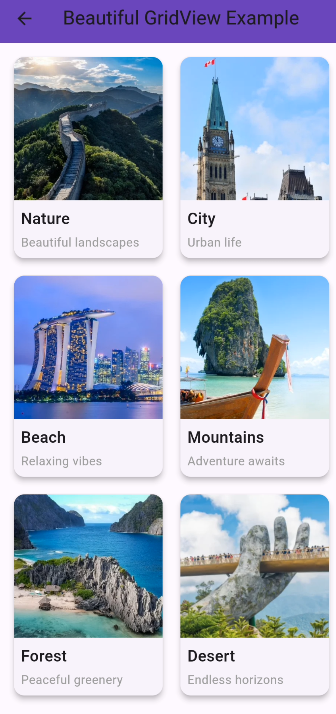 Beautiful GridView Example
Nature
Beautiful landscapes
City
Urban life
Beach
Relaxing vibes
Mountains
Adventure awaits
Forest
Peaceful greenery
Desert
Endless horizons